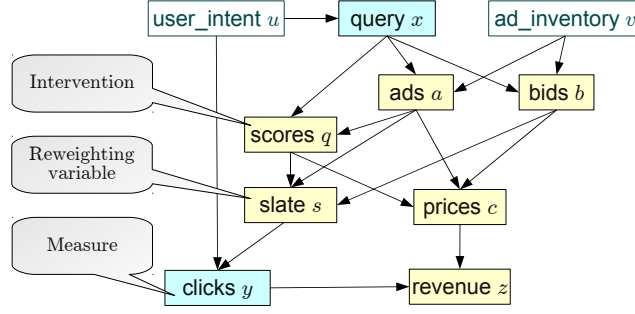 user_intent u
query x
ad_inventory v
Intervention
ads a
bids b
scores q
Reweighting
variable
slate s
prices c
Measure
clicks y
revenue z